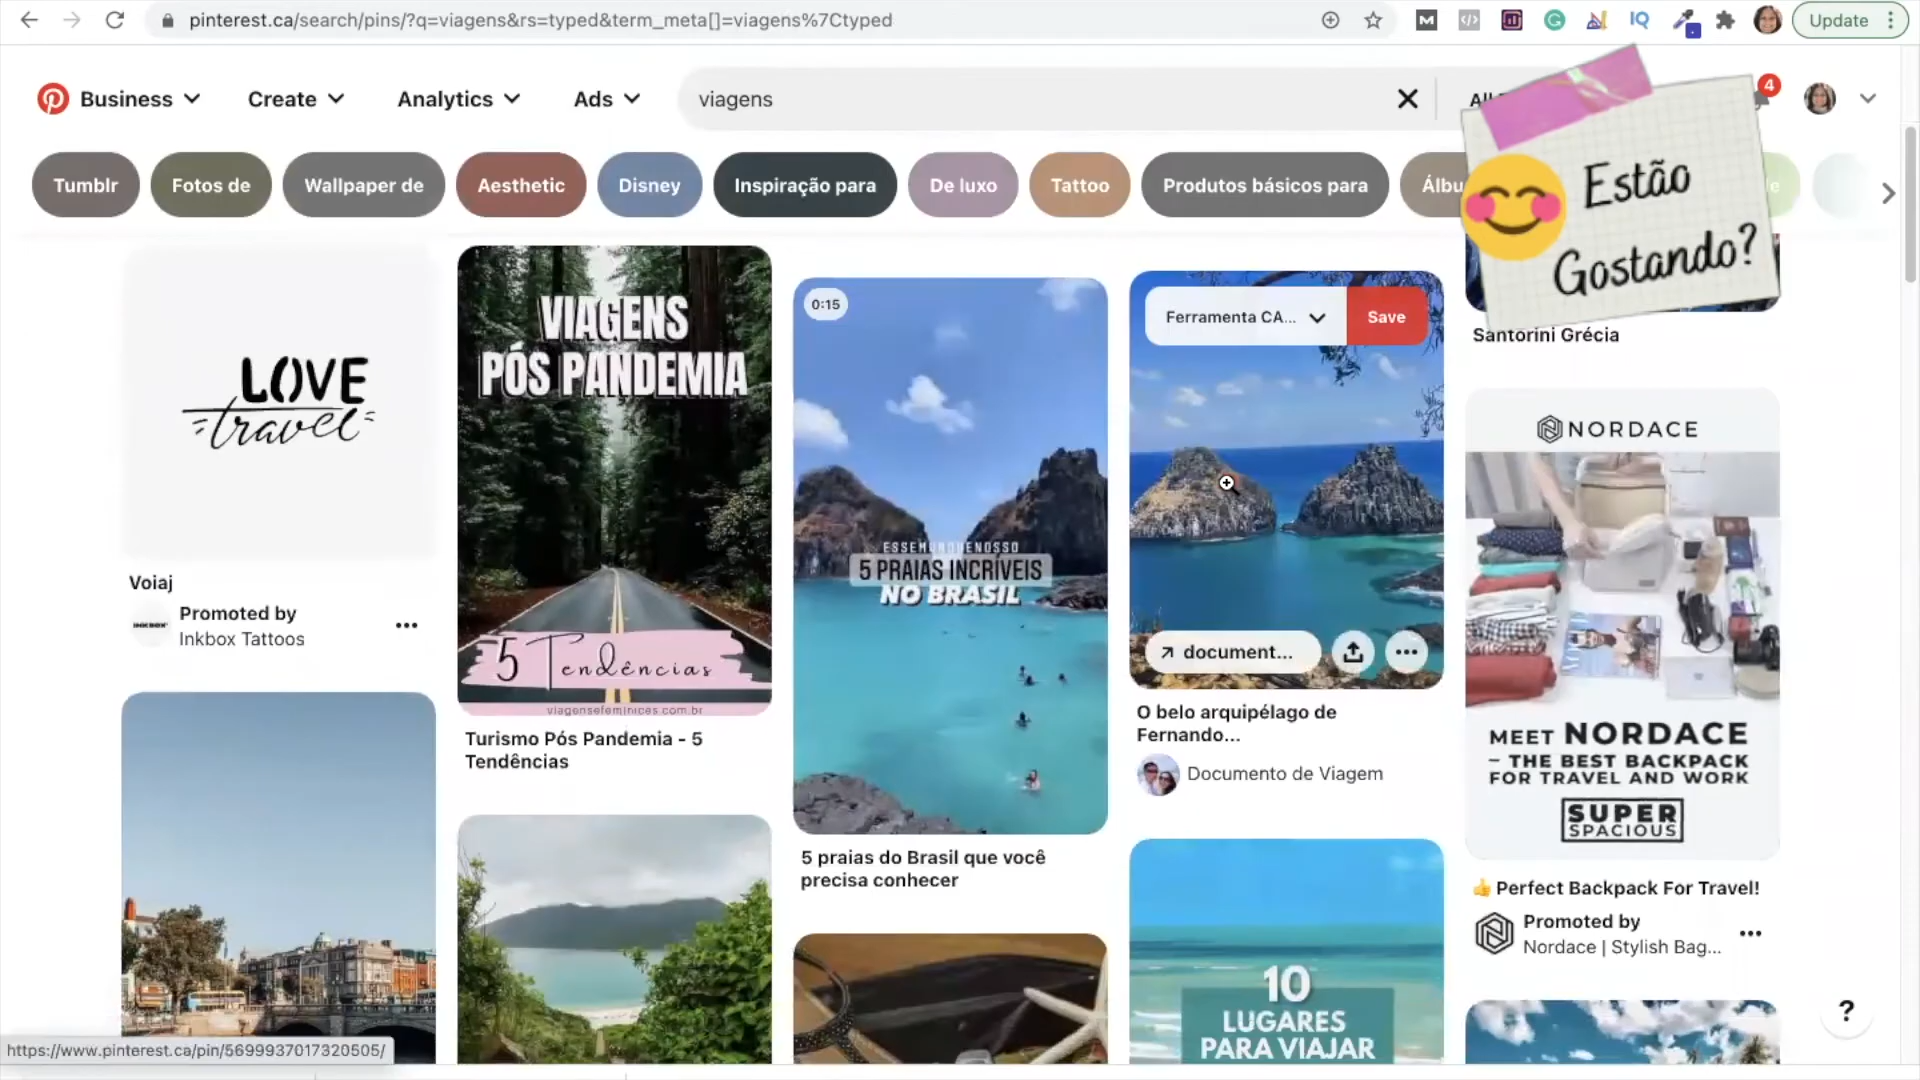 pinterest.ca/search/pins/?q=viagens&rs=typed&term_meta[]=viagens%7Ctyped
Update
Business
Create
Analytics
Ads
viagens
4
Tumblr
Fotos de
Wallpaper de
Aesthetic
Disney
Inspiração para
De luxo
Tattoo
Produtos básicos para
Estão
Gostando?
LOVE
travel
Voiaj
Promoted by
Inkbox Tattoos
VIAGENS
PÓS PANDEMIA
5 Tendências
viagensefeminices.com.br
Turismo Pós Pandemia - 5
Tendências
0:15
ESSEMUNDOENOSSO
5 PRAIAS INCRÍVEIS
NO BRASIL
5 praias do Brasil que você
precisa conhecer
Ferramenta CA...
Save
document...
O belo arquipélago de
Fernando...
Documento de Viagem
10
LUGARES
PARA VIAJAR
Santorini Grécia
NORDACE
MEET NORDACE
– THE BEST BACKPACK
FOR TRAVEL AND WORK
SUPER
SPACIOUS
👍Perfect Backpack For Travel!
Promoted by
Nordace | Stylish Bag...
?
https://www.pinterest.ca/pin/5699937017320505/